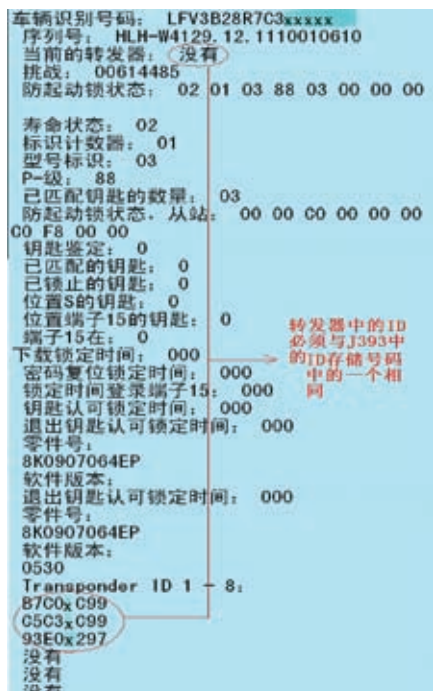 车辆识别号码： LFV3B28R7C3xxxxx
序列号： HLH-W4129.12.1110010610
当前的转发器： 没有
挑战： 00614485
防起动锁状态： 02 01 03 88 03 00 00 00
寿命状态： 02
标识计数器： 01
型号标识： 03
P-级： 88
已匹配钥匙的数量： 03
防起动锁状态，从站： 00 00 C0 00 00 00
C0 F8 00 00
钥匙鉴定： 0
已匹配的钥匙： 0
已锁止的钥匙： 0
位置S的钥匙： 0
位置端子15的钥匙： 0
端子15在： 0
下载锁定时间： 000
密码复位锁定时间： 000
锁定时间登录端子15： 000
钥匙认可锁定时间： 000
退出钥匙认可锁定时间： 000
零件号：
8K0907064EP
软件版本：
退出钥匙认可锁定时间： 000
零件号：
8K0907064EP
软件版本：
0530
Transponder ID 1 - 8：
B7C0xC99
C5C3xC99
93E0x297
没有
没有
没有
转发器中的ID
必须与J393中
的ID存储号码
中的一个相
同